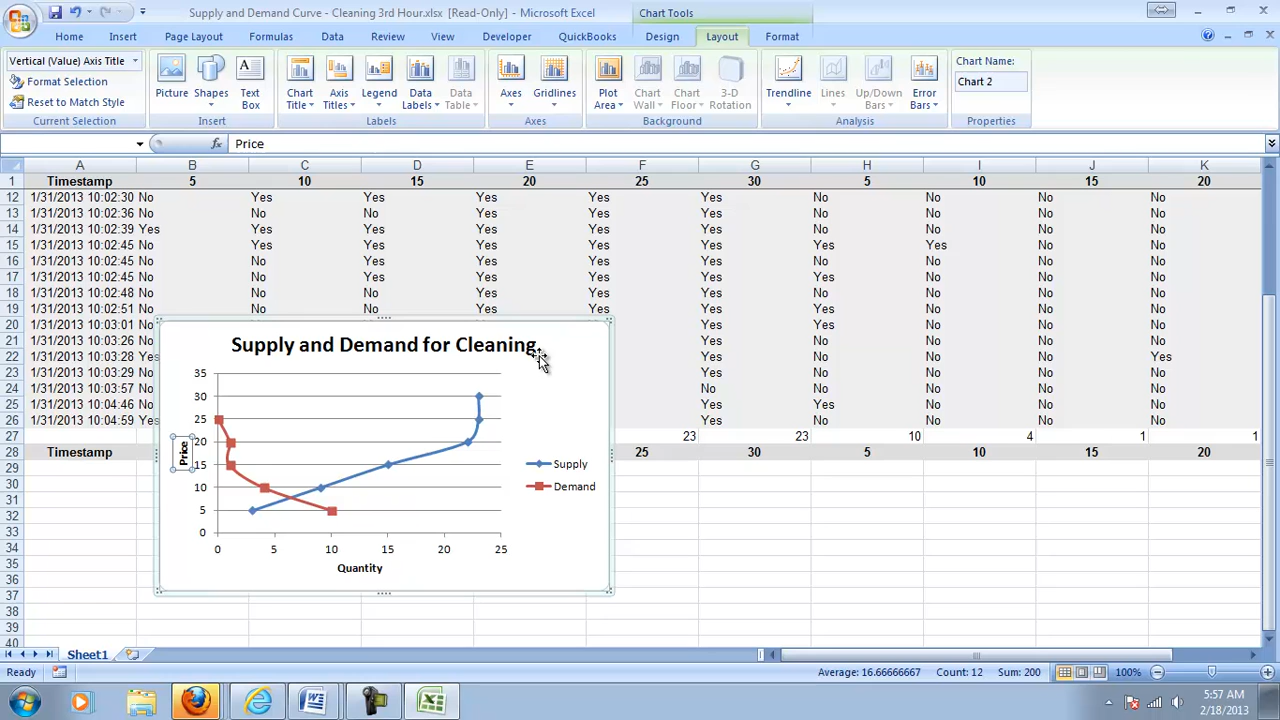 Supply and Demand Curve - Cleaning 3rd Hour.xlsx [Read-Only] - Microsoft Excel
Chart Tools
Home Insert Page Layout Formulas Data Review View Developer QuickBooks Design Layout Format
Vertical (Value) Axis Title
Format Selection
Reset to Match Style
Current Selection
Picture Shapes Text Box
Insert
Chart Title Axis Titles Legend Data Labels Data Table
Labels
Axes Gridlines
Axes
Plot Area Chart Wall Chart Floor 3-D Rotation
Background
Trendline Lines Up/Down Bars Error Bars
Analysis
Chart Name:
Chart 2
Properties
fx Price
A B C D E F G H I J K
1 Timestamp 5 10 15 20 25 30 5 10 15 20
12 1/31/2013 10:02:30 No Yes Yes Yes Yes Yes No No No No
13 1/31/2013 10:02:36 No No No Yes Yes Yes No No No No
14 1/31/2013 10:02:39 Yes Yes Yes Yes Yes Yes No No No No
15 1/31/2013 10:02:45 No Yes Yes Yes Yes Yes Yes Yes No No
16 1/31/2013 10:02:45 No No Yes Yes Yes Yes No No No No
17 1/31/2013 10:02:45 No No Yes Yes Yes Yes Yes No No No
18 1/31/2013 10:02:48 No No No Yes Yes Yes No No No No
19 1/31/2013 10:02:51 No No No Yes Yes Yes No No No No
20 1/31/2013 10:03:01 No Yes Yes No No No
21 1/31/2013 10:03:26 No Yes No No No No
22 1/31/2013 10:03:28 Yes Yes No No No Yes
23 1/31/2013 10:03:29 No Yes No No No No
24 1/31/2013 10:03:57 No No No No No No
25 1/31/2013 10:04:46 No Yes Yes No No No
26 1/31/2013 10:04:59 Yes Yes No No No No
27 23 23 10 4 1 1
28 Timestamp 25 30 5 10 15 20
29
30
31
32
33
34
35
36
37
38
39
40
Supply and Demand for Cleaning
35
30
25
20
15
10
5
0
Price
0 5 10 15 20 25
Quantity
Supply
Demand
Sheet1
Ready Average: 16.66666667 Count: 12 Sum: 200 100%
5:57 AM
2/18/2013